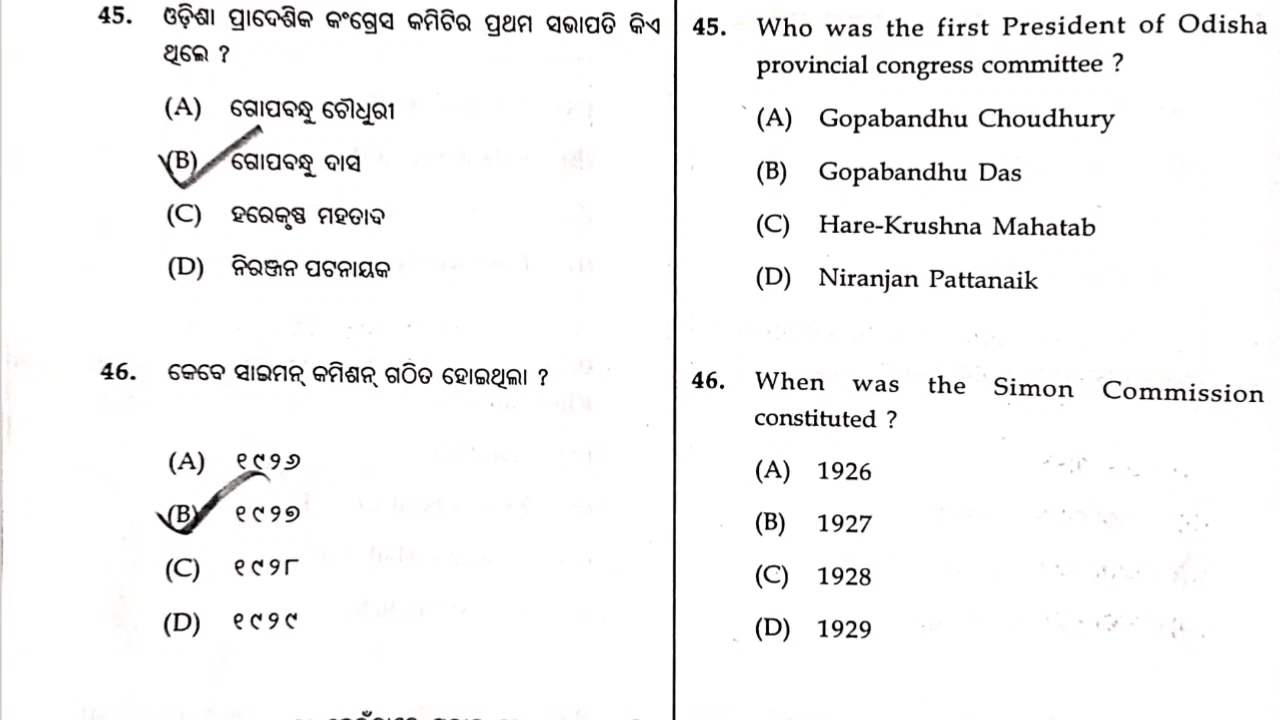 45. ଓଡ଼ିଶା ପ୍ରାଦେଶିକ କଂଗ୍ରେସ କମିଟିର ପ୍ରଥମ ସଭାପତି କିଏ
ଥିଲେ ?
(A) ଗୋପବନ୍ଧୁ ଚୌଧୁରୀ
(B) ଗୋପବନ୍ଧୁ ଦାସ
(C) ହରେକୃଷ୍ଣ ମହତାବ
(D) ନିରଞ୍ଜନ ପଟନାୟକ
46. କେବେ ସାଇମନ୍ କମିଶନ୍ ଗଠିତ ହୋଇଥିଲା ?
(A) ୧୯୨୬
(B) ୧୯୨୭
(C) ୧୯୨୮
(D) ୧୯୨୯
45. Who was the first President of Odisha
provincial congress committee ?
(A) Gopabandhu Choudhury
(B) Gopabandhu Das
(C) Hare-Krushna Mahatab
(D) Niranjan Pattanaik
46. When was the Simon Commission
constituted ?
(A) 1926
(B) 1927
(C) 1928
(D) 1929